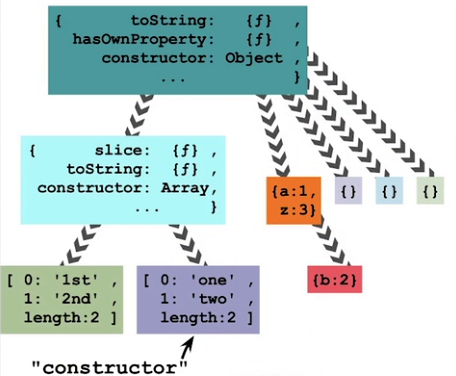 { toString: {ƒ} ,
hasOwnProperty: {ƒ} ,
constructor: Object ,
... }
{ slice: {ƒ} ,
toString: {ƒ} ,
constructor: Array,
... }
{a:1,
z:3}
{}
{}
{}
[ 0: '1st' ,
1: '2nd' ,
length:2 ]
[ 0: 'one' ,
1: 'two' ,
length:2 ]
{b:2}
"constructor"